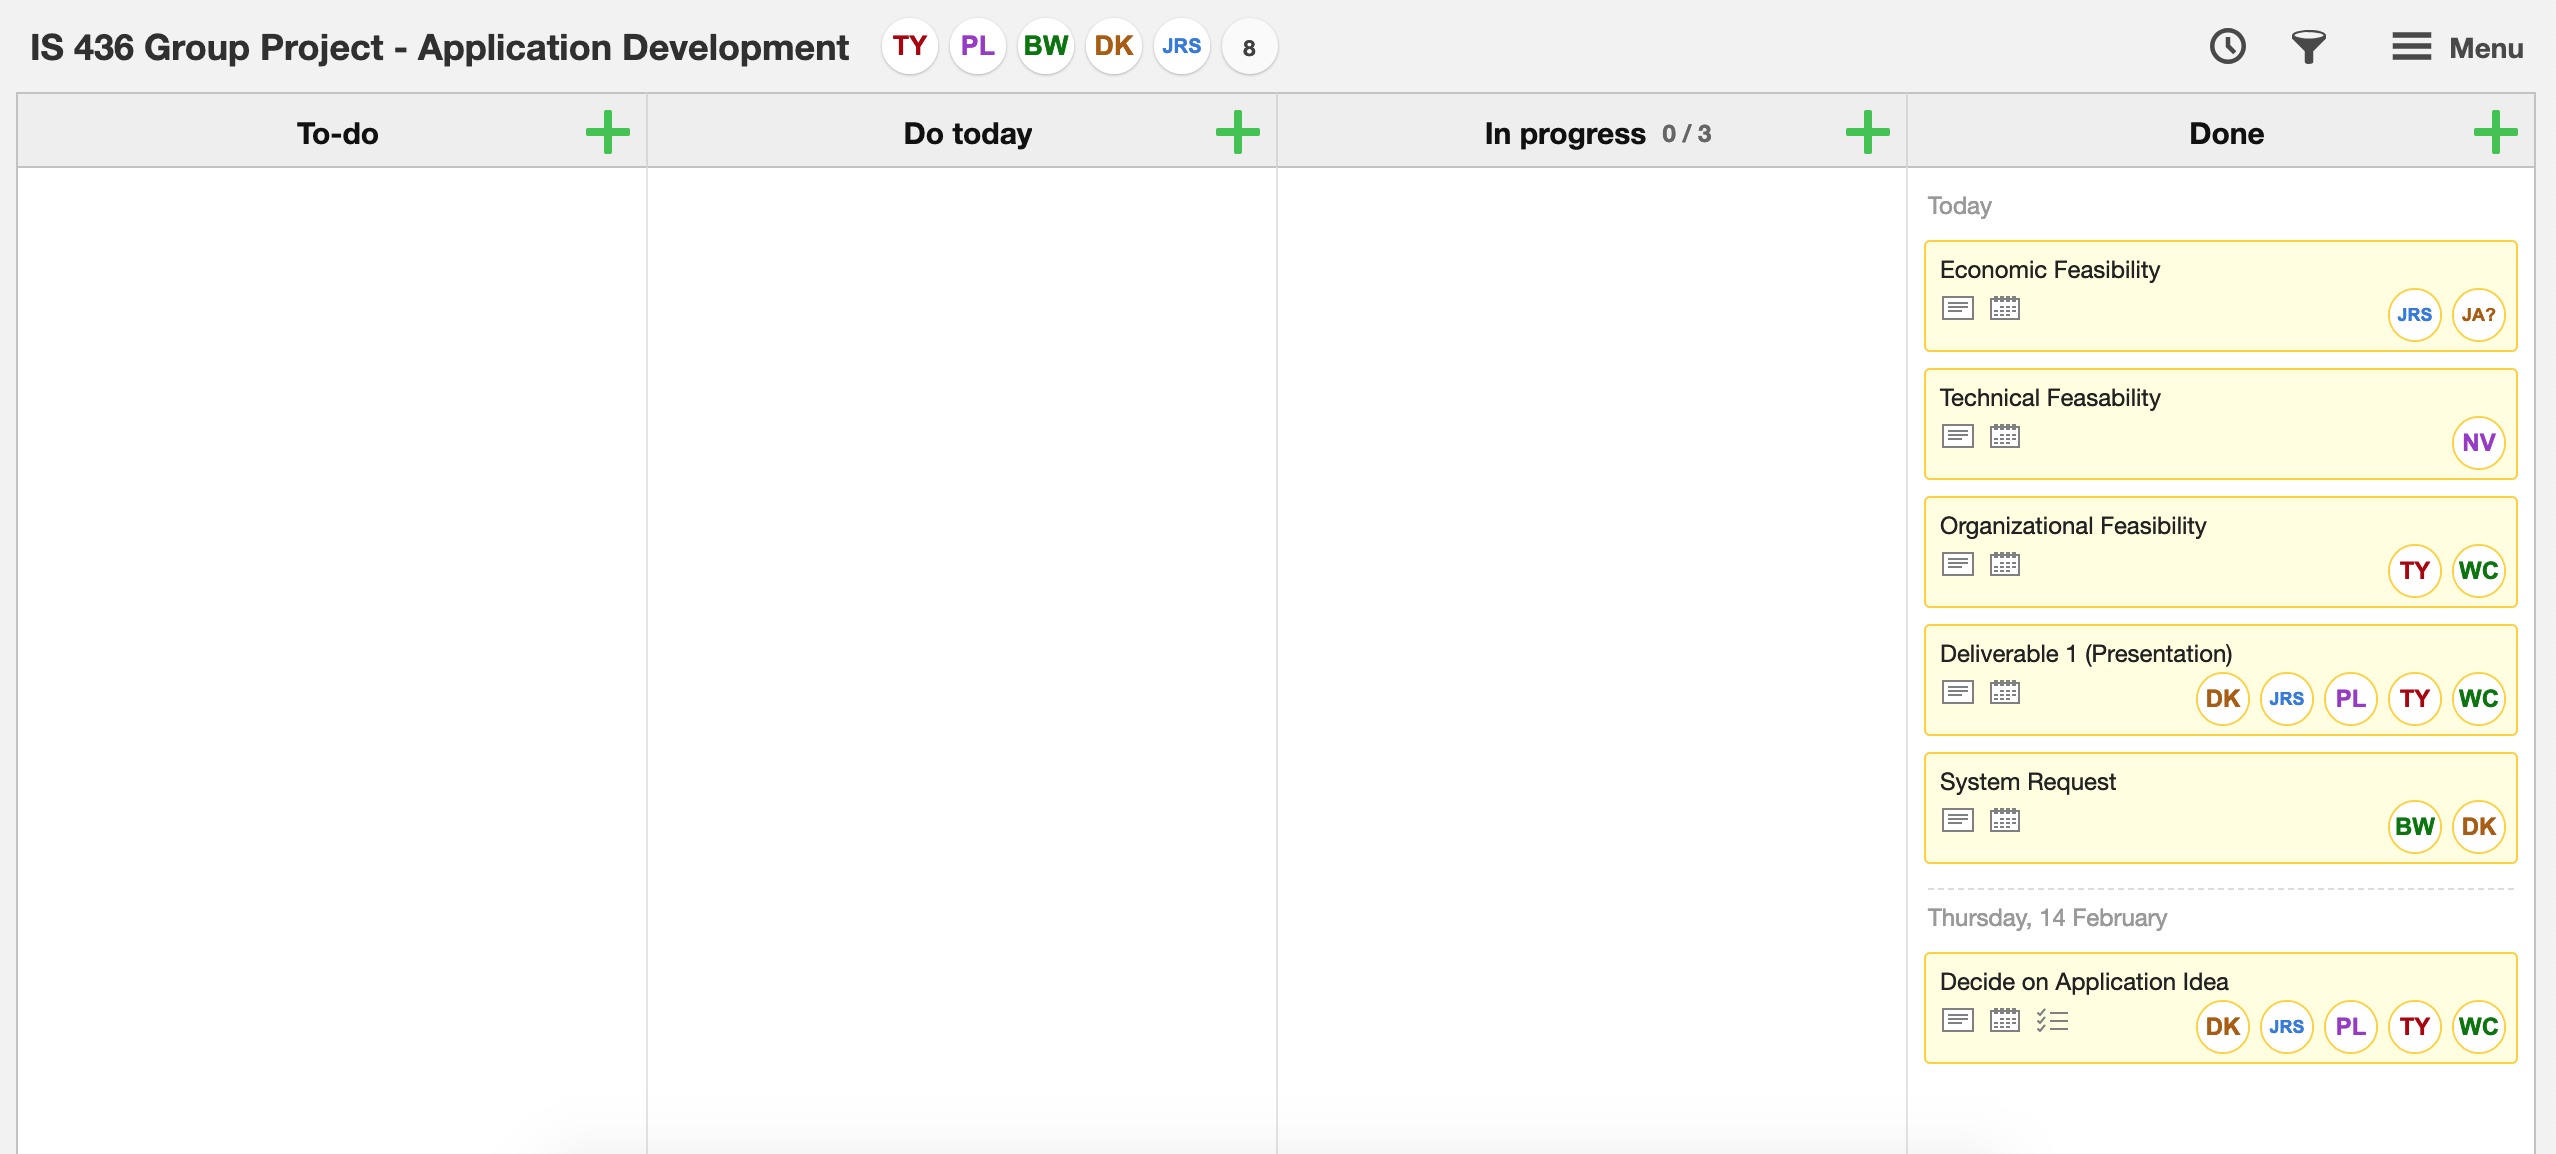 IS 436 Group Project - Application Development TY PL BW DK JRS 8 Menu
To-do
Do today
In progress 0 / 3
Done
Today
Economic Feasibility
JRS JA?
Technical Feasability
NV
Organizational Feasibility
TY WC
Deliverable 1 (Presentation)
DK JRS PL TY WC
System Request
BW DK
Thursday, 14 February
Decide on Application Idea
DK JRS PL TY WC